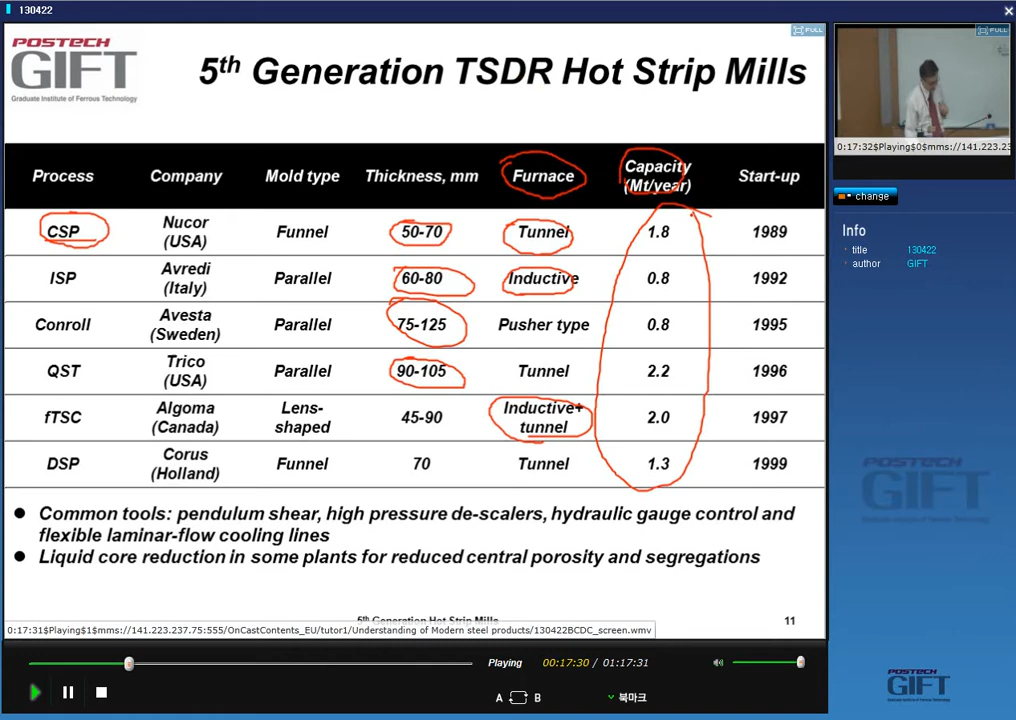 130422
POSTECH
GIFT
Graduate Institute of Ferrous Technology
5th Generation TSDR Hot Strip Mills
FULL
Process Company Mold type Thickness, mm Furnace Capacity (Mt/year) Start-up
CSP Nucor (USA) Funnel 50-70 Tunnel 1.8 1989
ISP Avredi (Italy) Parallel 60-80 Inductive 0.8 1992
Conroll Avesta (Sweden) Parallel 75-125 Pusher type 0.8 1995
QST Trico (USA) Parallel 90-105 Tunnel 2.2 1996
fTSC Algoma (Canada) Lens-shaped 45-90 Inductive+ tunnel 2.0 1997
DSP Corus (Holland) Funnel 70 Tunnel 1.3 1999
● Common tools: pendulum shear, high pressure de-scalers, hydraulic gauge control and
flexible laminar-flow cooling lines
● Liquid core reduction in some plants for reduced central porosity and segregations
5th Generation Hot Strip Mills 11
0:17:31$Playing$1$mms://141.223.237.75:555/OnCastContents_EU/tutor1/Understanding of Modern steel products/130422BCDC_screen.wmv
Playing 00:17:30 / 01:17:31
A B 북마크
FULL
0:17:32$Playing$0$mms://141.223.23
change
Info
title 130422
author GIFT
POSTECH
GIFT
POSTECH
GIFT